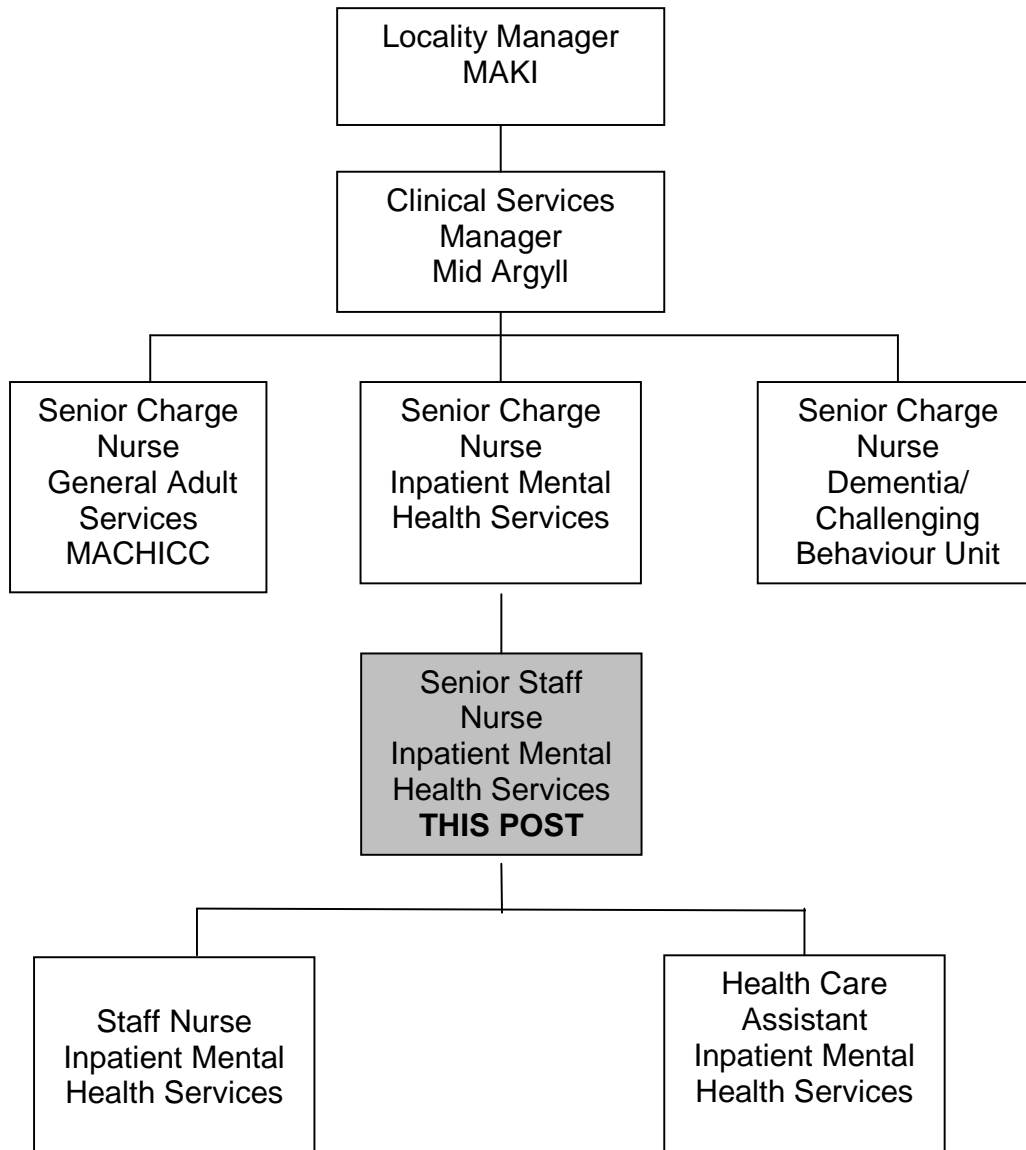 Locality Manager
MAKI
Clinical Services
Manager
Mid Argyll
Senior Charge
Nurse
General Adult
Services
MACHICC
Senior Charge
Nurse
Inpatient Mental
Health Services
Senior Charge
Nurse
Dementia/
Challenging
Behaviour Unit
Senior Staff
Nurse
Inpatient Mental
Health Services
THIS POST
Staff Nurse
Inpatient Mental
Health Services
Health Care
Assistant
Inpatient Mental
Health Services